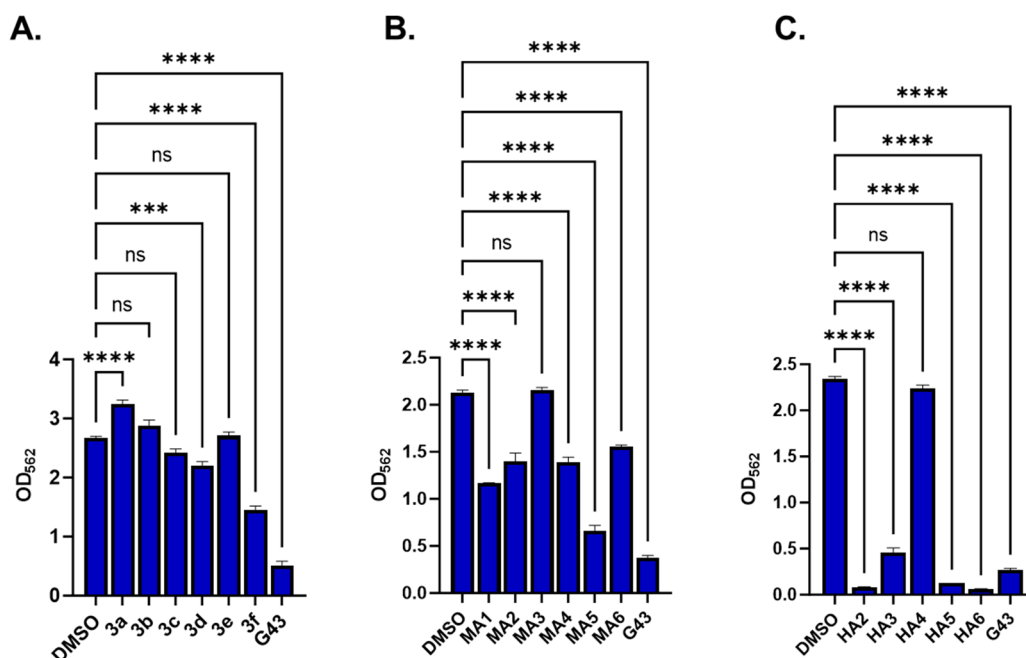 A.
****
****
ns
***
ns
ns
****
4
3
2
1
0
OD562
DMSO 3a 3b 3c 3d 3e 3f G43
B.
****
****
****
****
ns
****
****
2.5
2.0
1.5
1.0
0.5
0.0
OD562
DMSO MA1 MA2 MA3 MA4 MA5 MA6 G43
C.
****
****
****
ns
****
****
2.5
2.0
1.5
1.0
0.5
0.0
OD562
DMSO HA2 HA3 HA4 HA5 HA6 G43